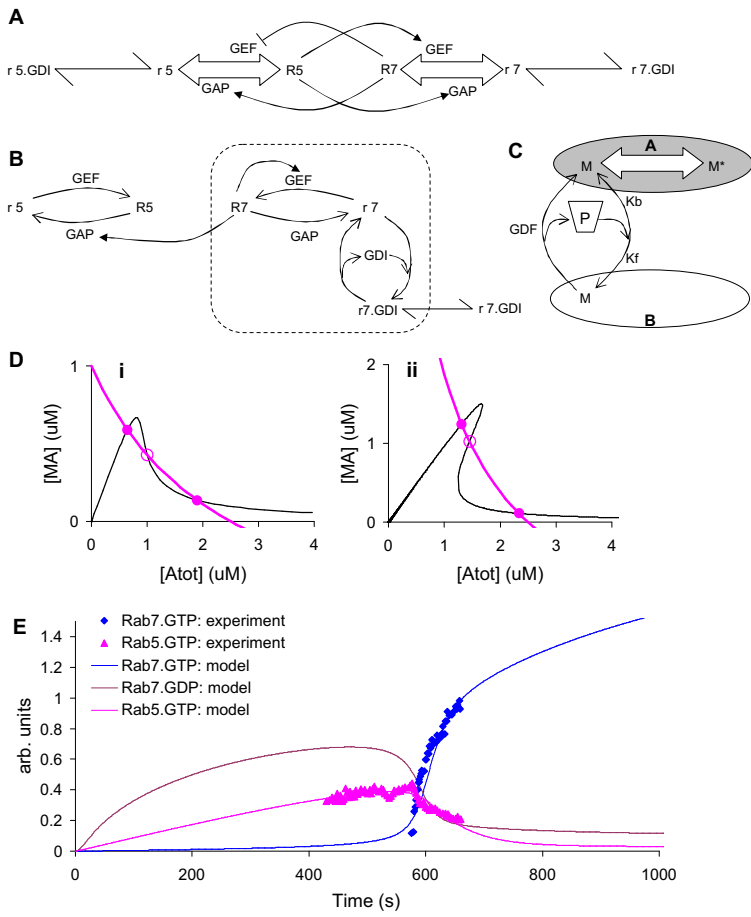 A
GEF
GEF
r 5.GDI
r 5
R5
R7
r 7
r 7.GDI
GAP
GAP
B
GEF
r 5
R5
GAP
GEF
R7
r 7
GAP
GDI
r7.GDI
r 7.GDI
C
A
M
M*
Kb
P
GDF
Kf
M
B
D
i
1
[MA] (uM)
0
0
1
2
3
4
[Atot] (uM)
ii
2
1
[MA] (uM)
0
0
1
2
3
4
[Atot] (uM)
E
Rab7.GTP: experiment
Rab5.GTP: experiment
Rab7.GTP: model
Rab7.GDP: model
Rab5.GTP: model
1.4
1.2
1
0.8
0.6
0.4
0.2
0
arb. units
0
200
400
600
800
1000
Time (s)